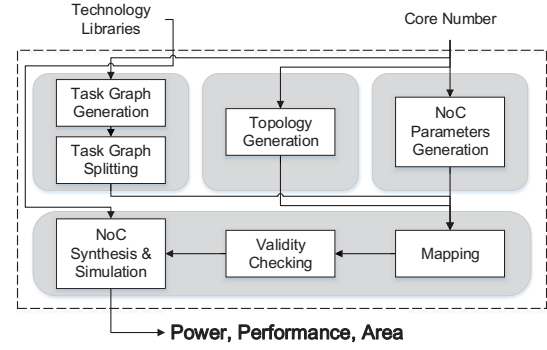 Technology
Libraries
Core Number
Task Graph
Generation
Task Graph
Splitting
Topology
Generation
NoC
Parameters
Generation
NoC
Synthesis &
Simulation
Validity
Checking
Mapping
Power, Performance, Area